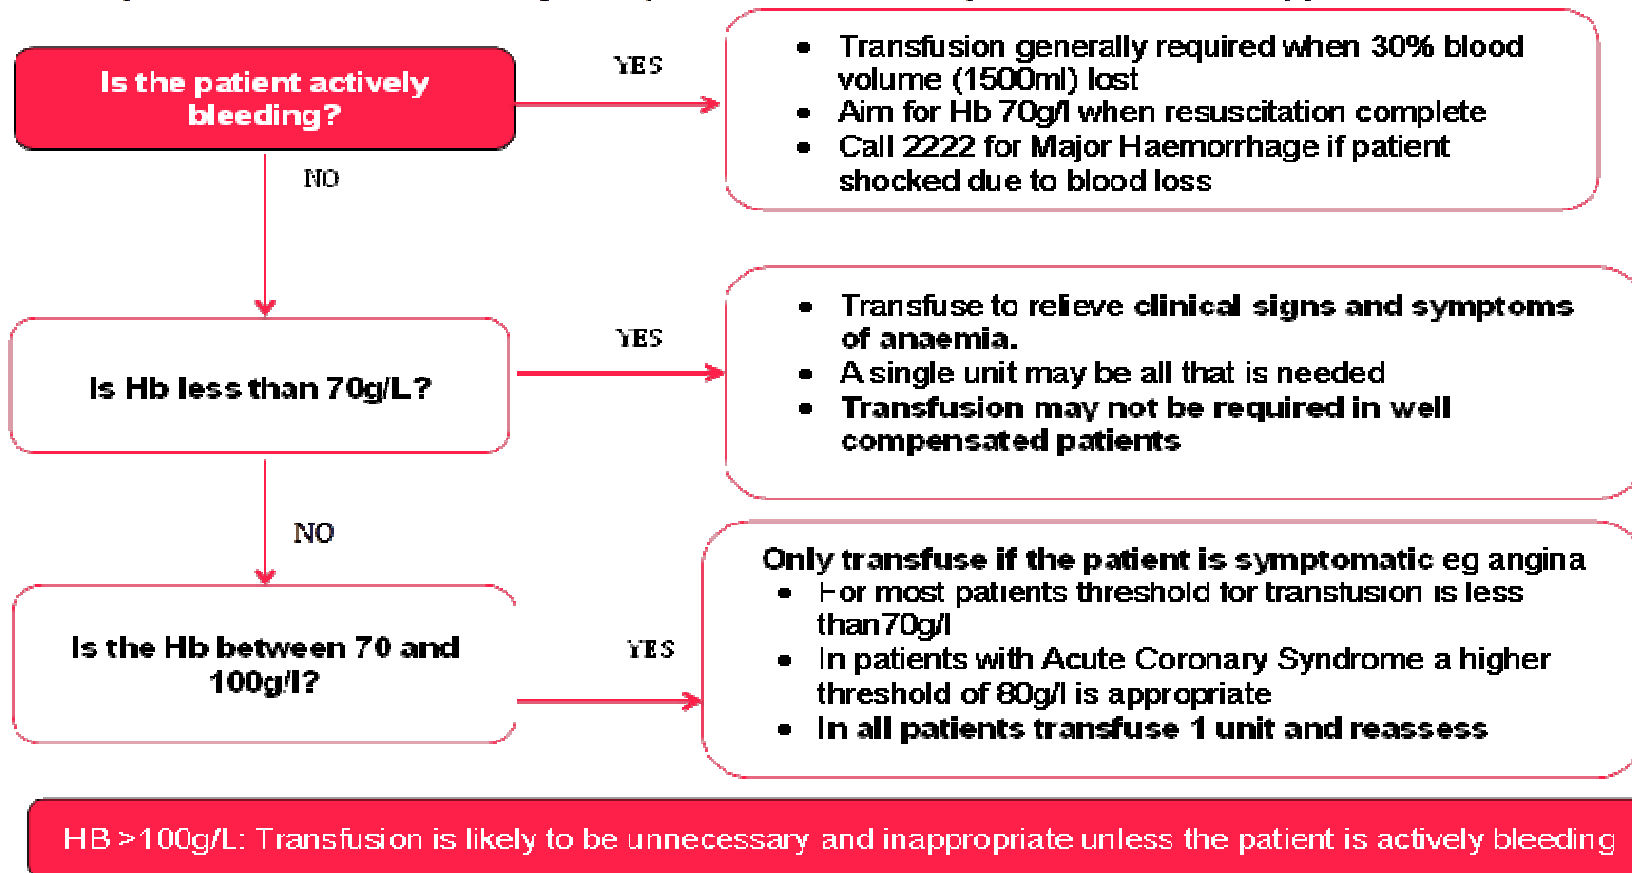 Is the patient actively
bleeding?
YES
• Transfusion generally required when 30% blood
volume (1500ml) lost
• Aim for Hb 70g/l when resuscitation complete
• Call 2222 for Major Haemorrhage if patient
shocked due to blood loss
NO
Is Hb less than 70g/L?
YES
• Transfuse to relieve clinical signs and symptoms
of anaemia.
• A single unit may be all that is needed
• Transfusion may not be required in well
compensated patients
NO
Is the Hb between 70 and
100g/l?
YES
Only transfuse if the patient is symptomatic eg angina
• For most patients threshold for transfusion is less
than70g/l
• In patients with Acute Coronary Syndrome a higher
threshold of 80g/l is appropriate
• In all patients transfuse 1 unit and reassess
HB >100g/L: Transfusion is likely to be unnecessary and inappropriate unless the patient is actively bleeding